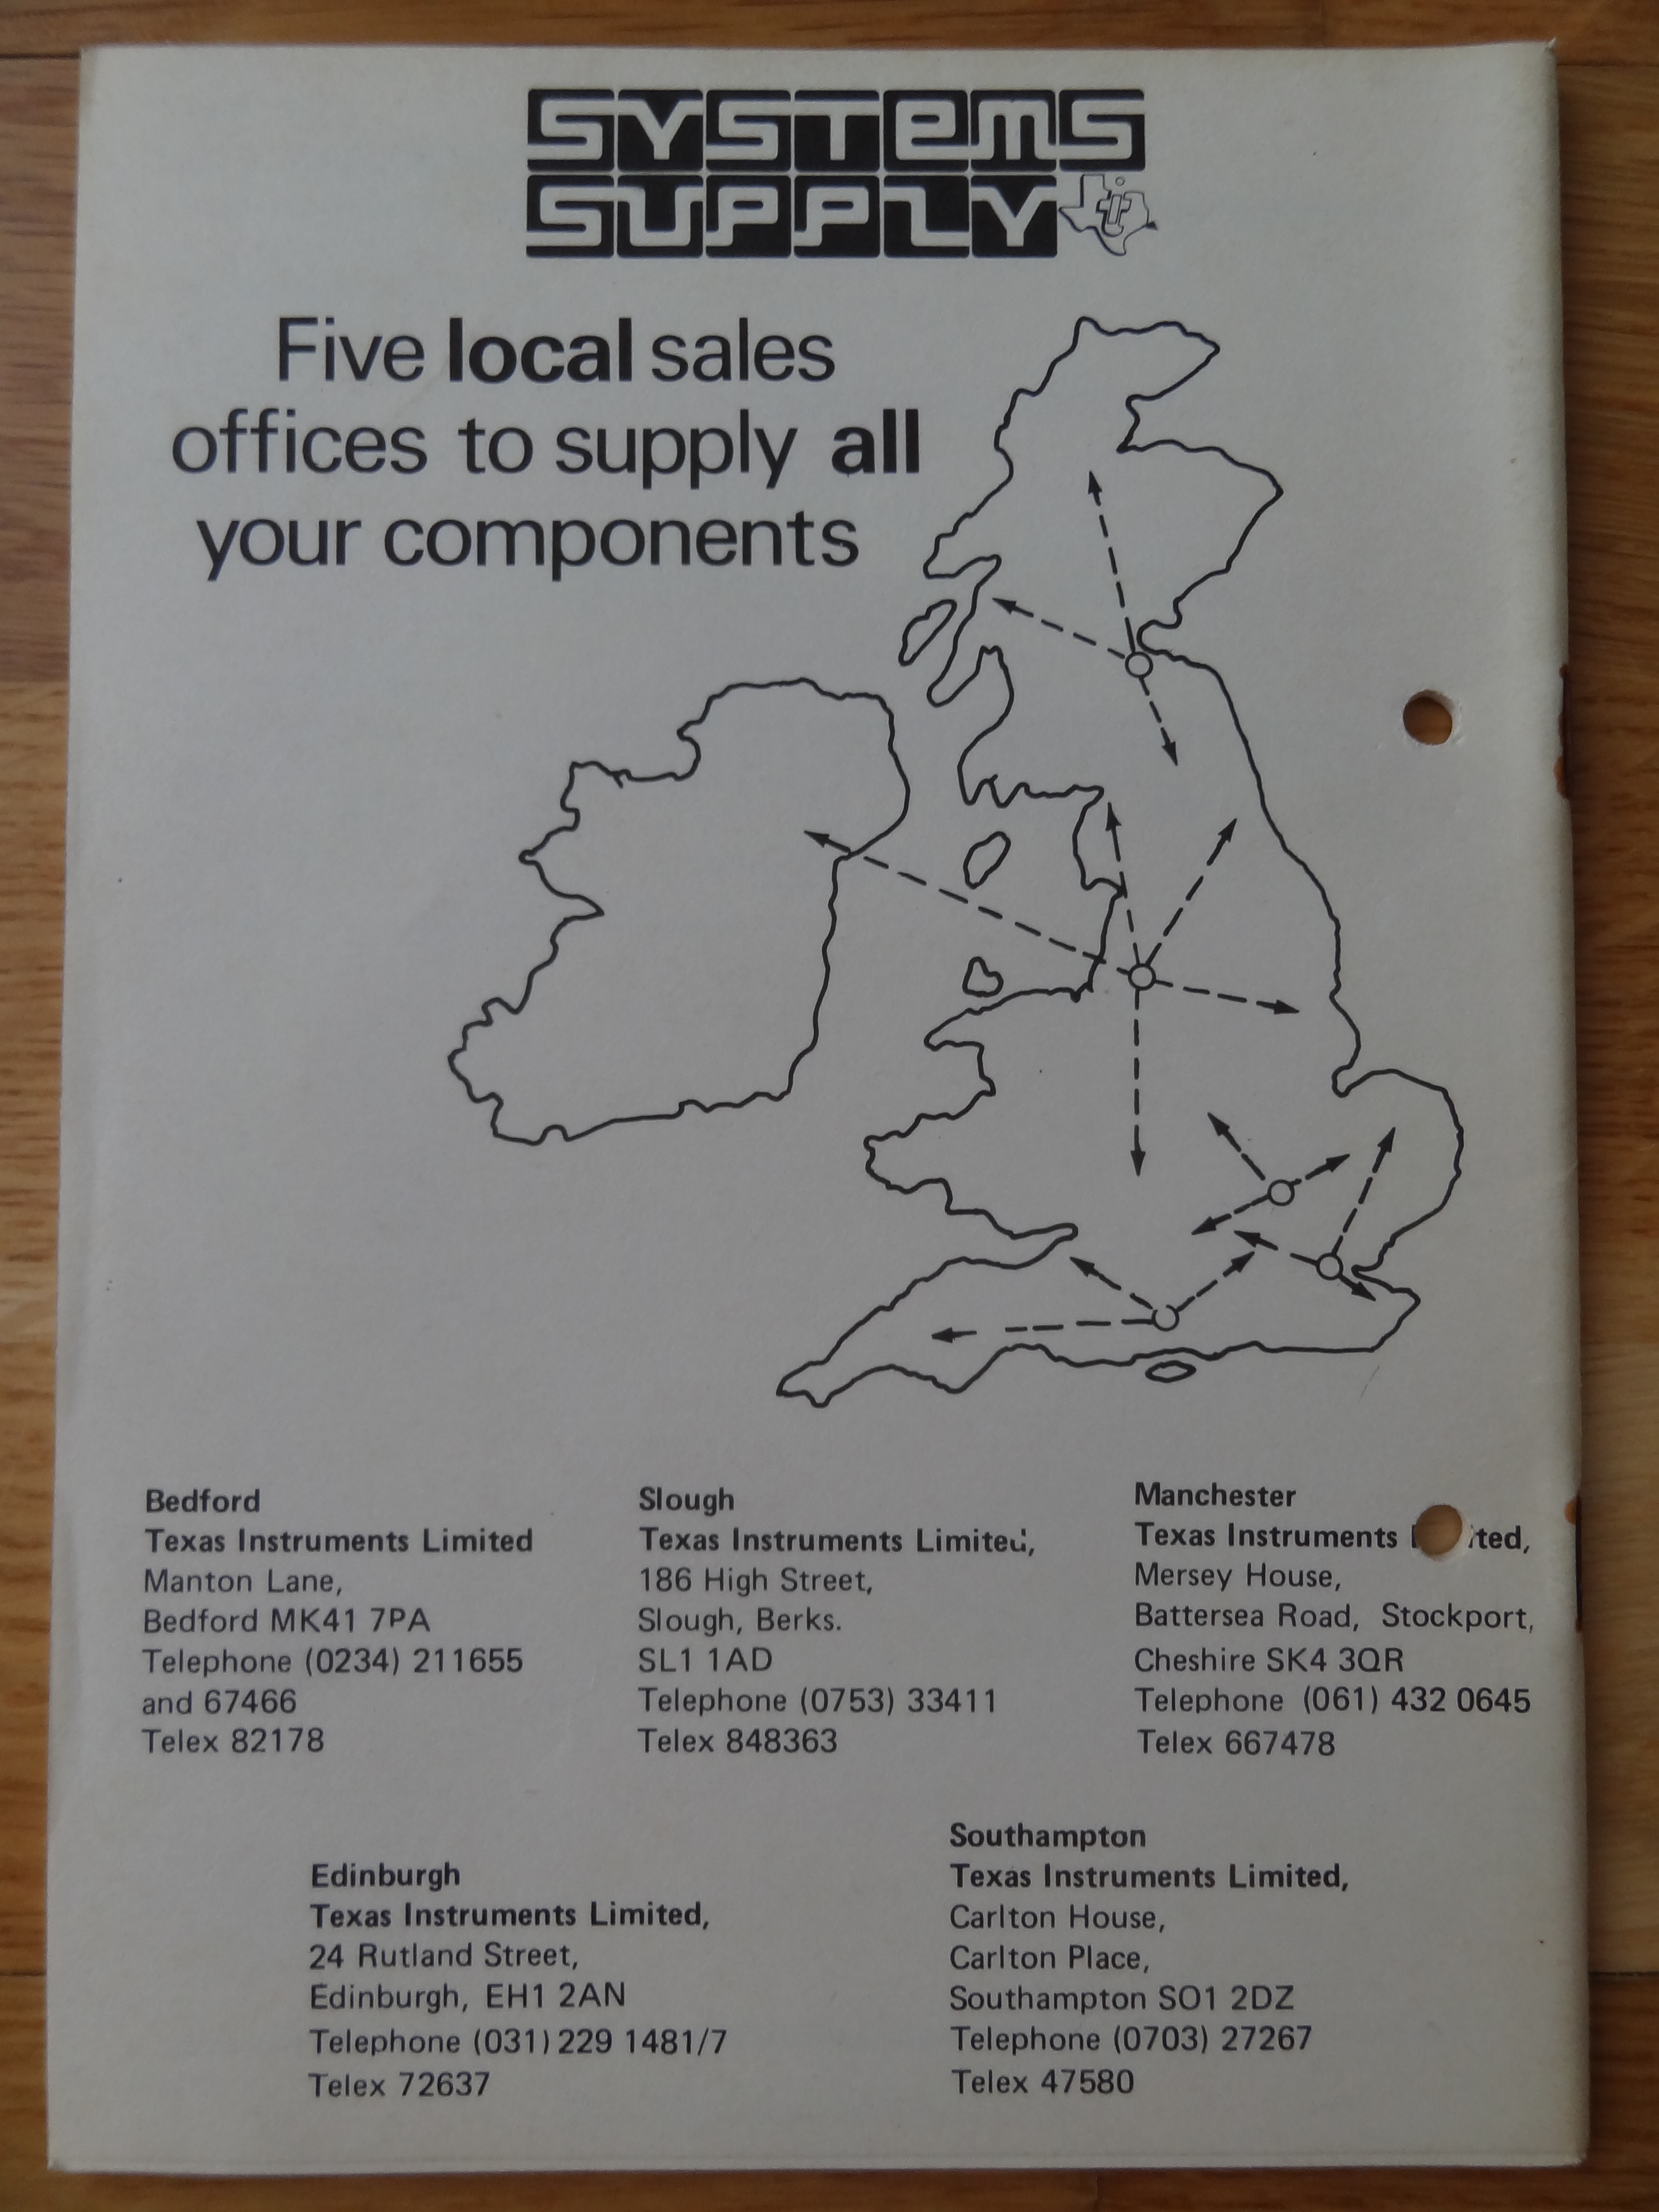 SYSTEMS
SUPPLY
Five local sales
offices to supply all
your components
Bedford
Texas Instruments Limited
Manton Lane,
Bedford MK41 7PA
Telephone (0234) 211655
and 67466
Telex 82178
Slough
Texas Instruments Limited,
186 High Street,
Slough, Berks.
SL1 1AD
Telephone (0753) 33411
Telex 848363
Manchester
Texas Instruments
Mersey House,
Battersea Road, Stockport,
Cheshire SK4 3QR
Telephone (061) 432 0645
Telex 667478
Edinburgh
Texas Instruments Limited,
24 Rutland Street,
Edinburgh, EH1 2AN
Telephone (031) 229 1481/7
Telex 72637
Southampton
Texas Instruments Limited,
Carlton House,
Carlton Place,
Southampton SO1 2DZ
Telephone (0703) 27267
Telex 47580